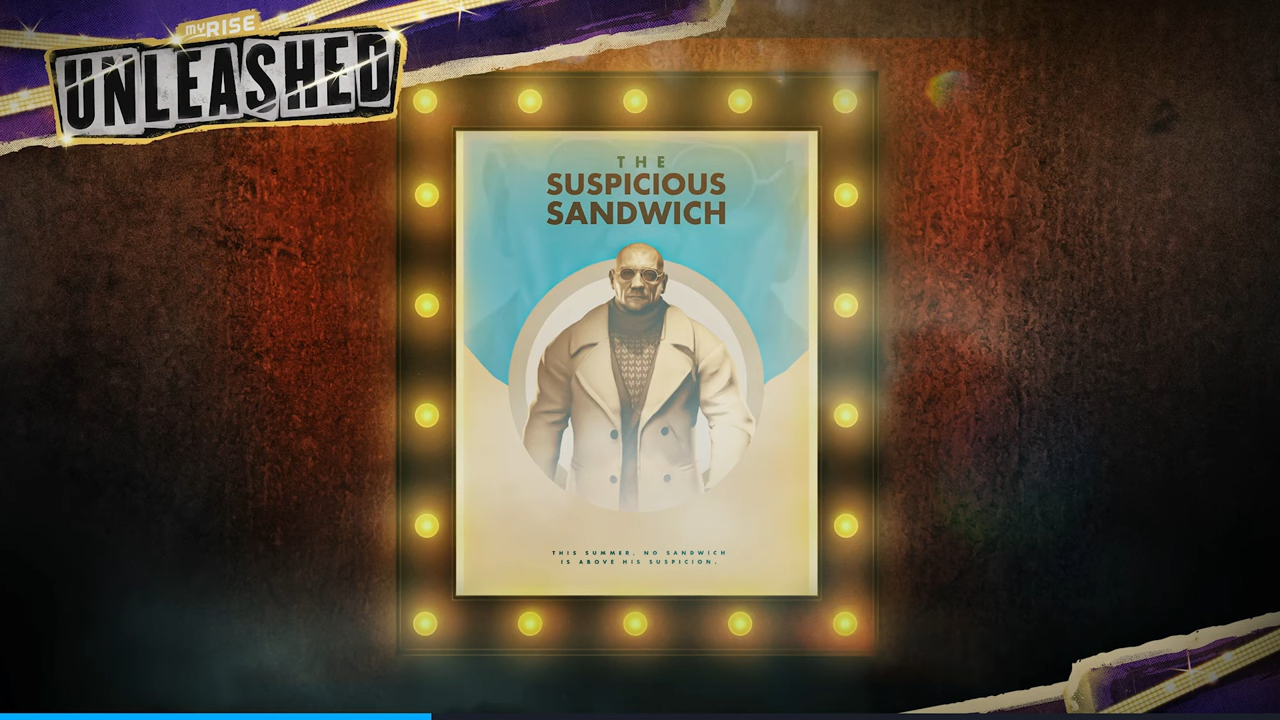 MyRISE
UNLEASHED
THE
SUSPICIOUS
SANDWICH
THIS SUMMER, NO SANDWICH
IS ABOVE HIS SUSPICION.